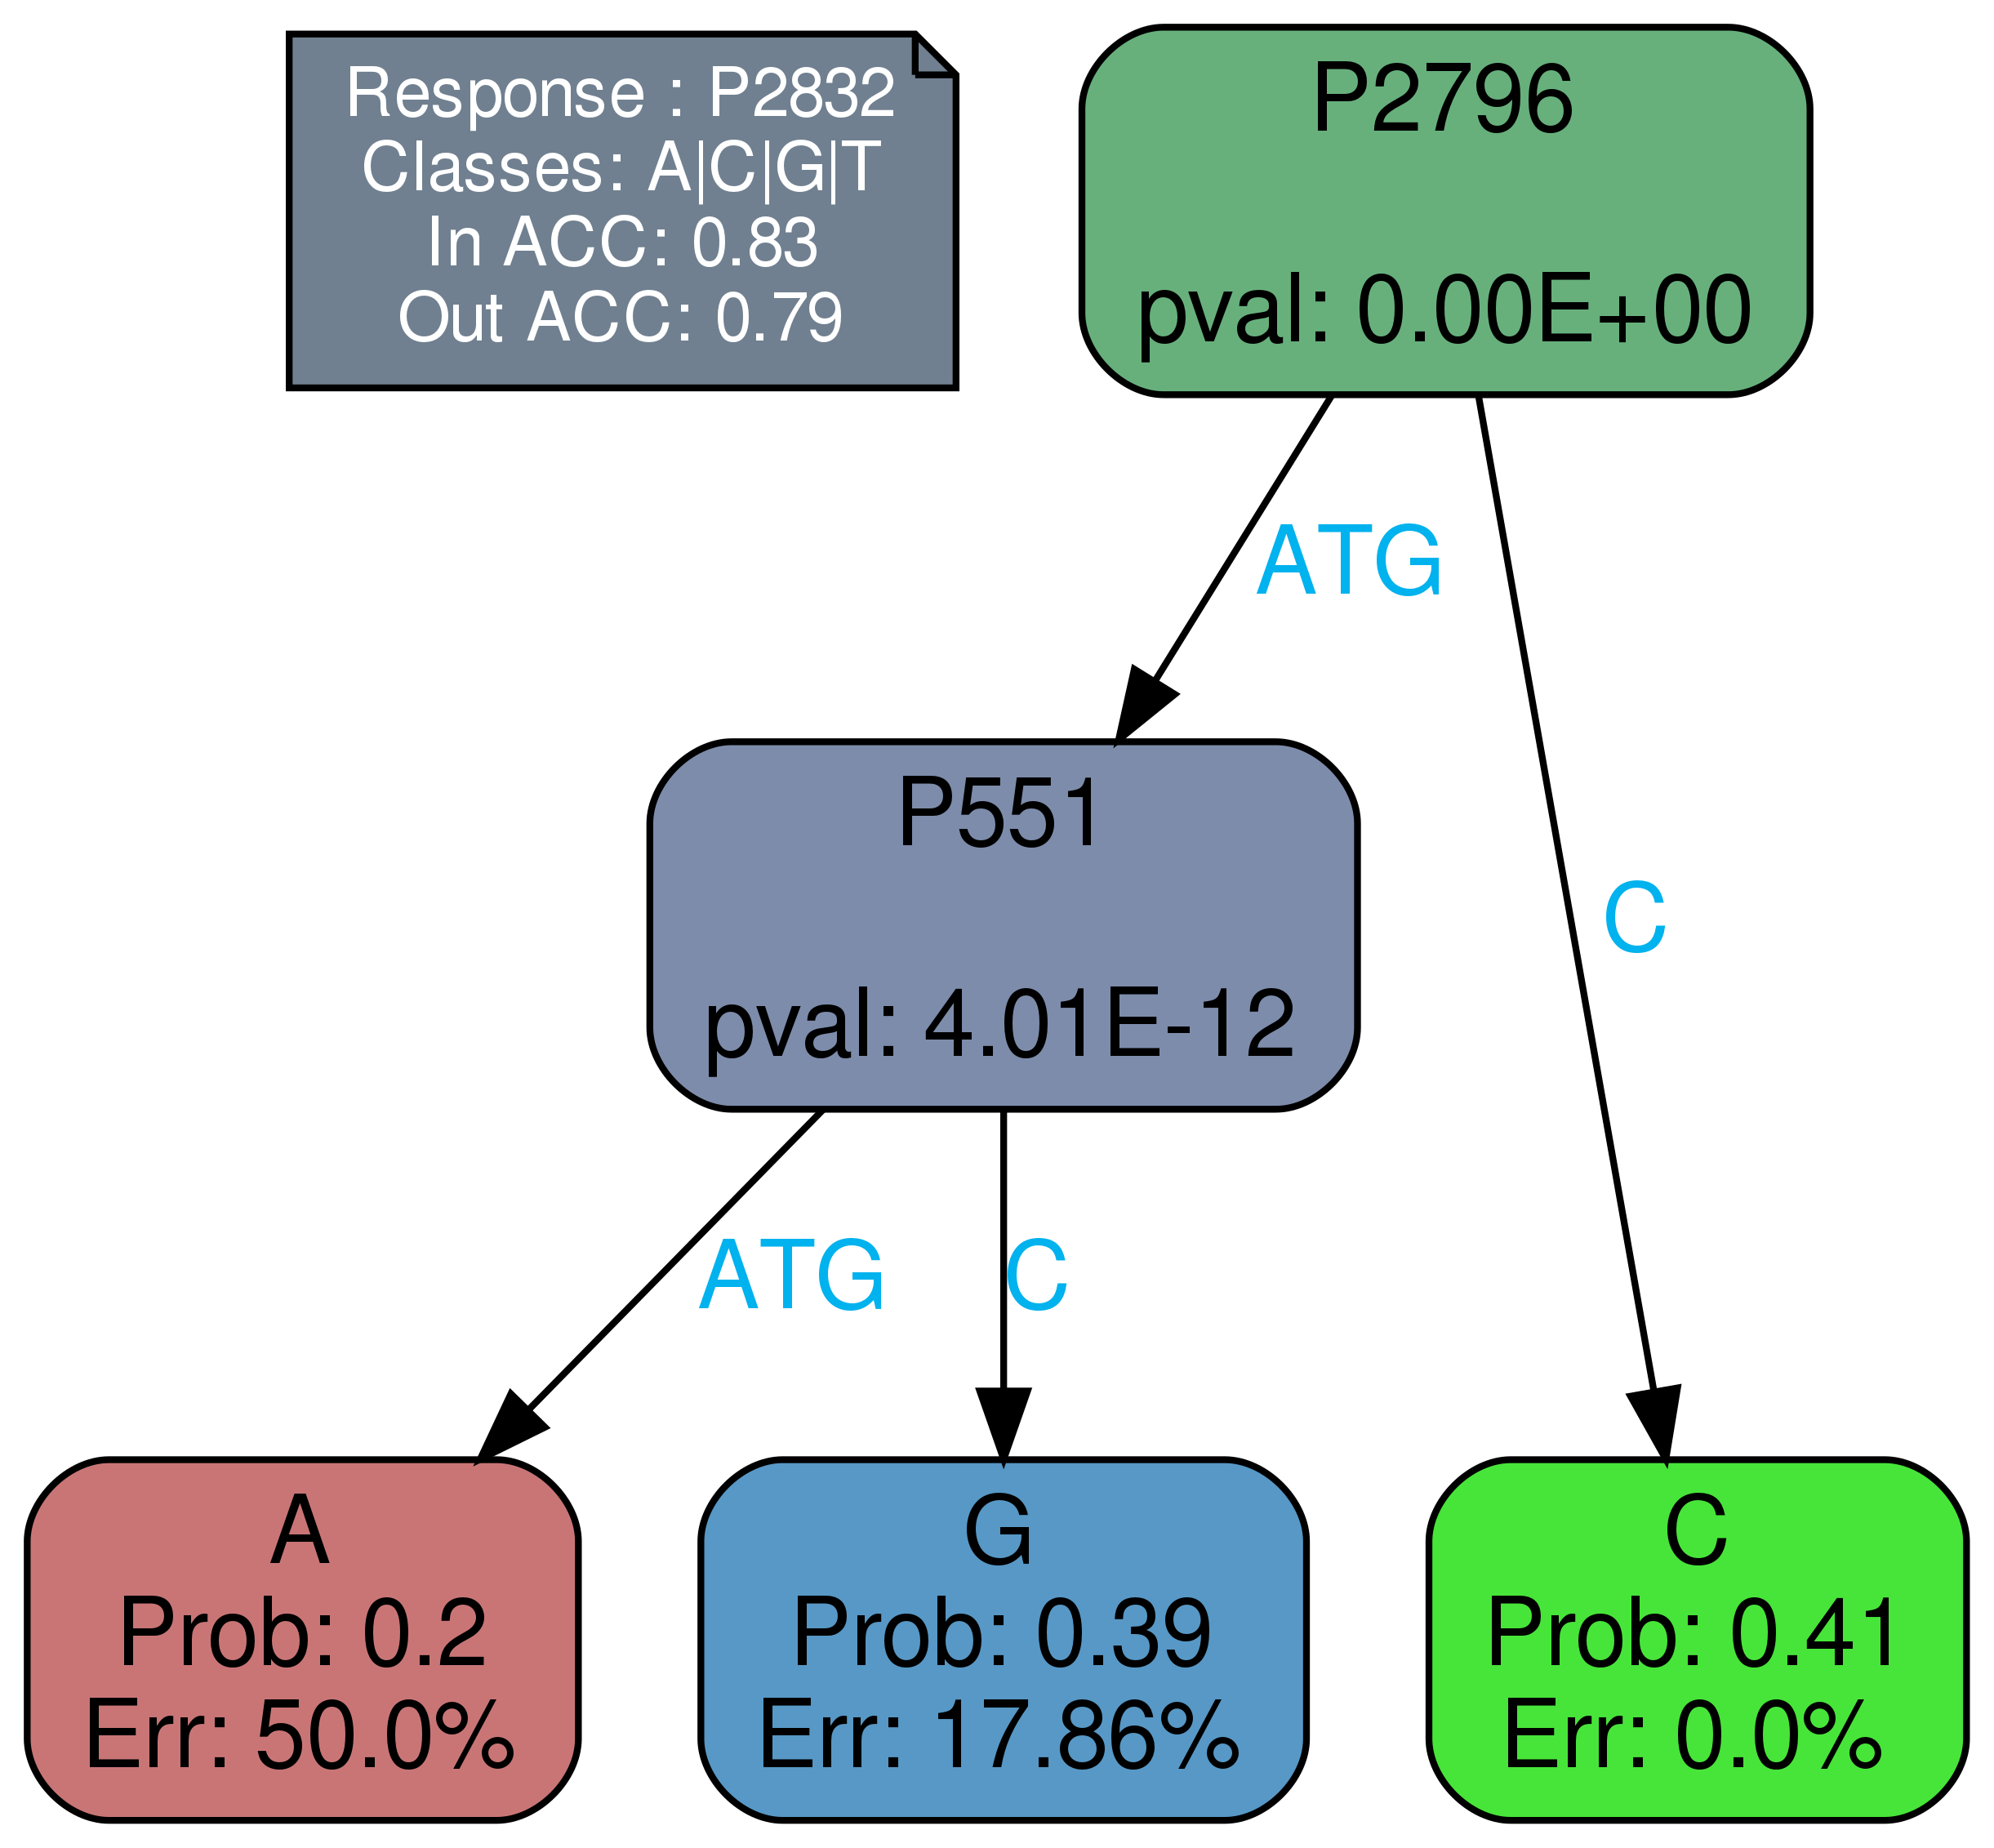 Response : P2832
Classes: A|C|G|T
In ACC: 0.83
Out ACC: 0.79
P2796
pval: 0.00E+00
ATG
C
P551
pval: 4.01E-12
ATG
C
A
Prob: 0.2
Err: 50.0%
G
Prob: 0.39
Err: 17.86%
C
Prob: 0.41
Err: 0.0%